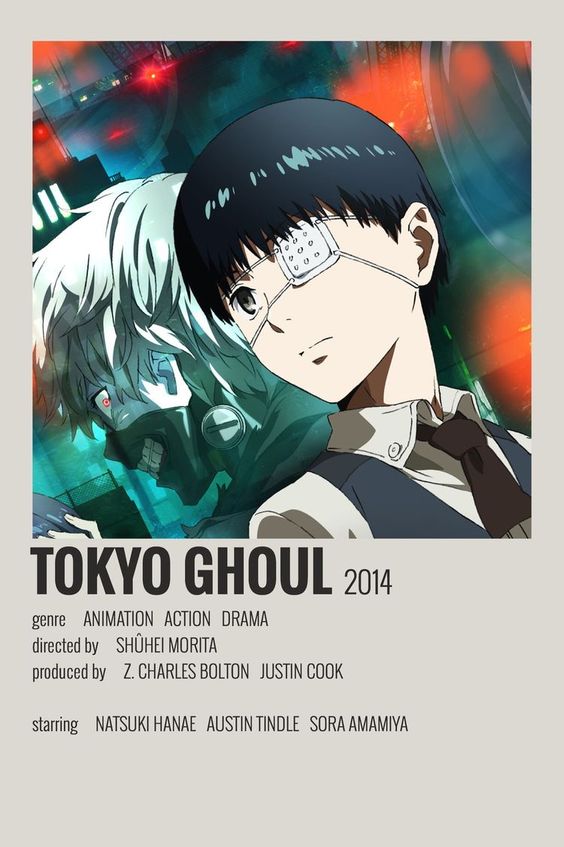 TOKYO GHOUL 2014
genre ANIMATION ACTION DRAMA
directed by SHÛHEI MORITA
produced by Z. CHARLES BOLTON JUSTIN COOK
starring NATSUKI HANAE AUSTIN TINDLE SORA AMAMIYA